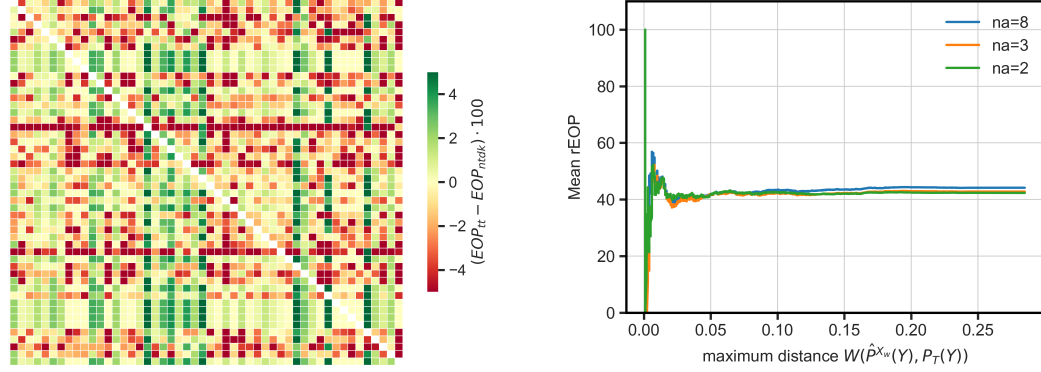 4
2
0
−2
−4
(EOP_tt − EOP_ntdk) · 100
100
80
60
40
20
0
Mean rEOP
na=8
na=3
na=2
0.00 0.05 0.10 0.15 0.20 0.25
maximum distance W(P̂^{X_w}(Y), P_T(Y))